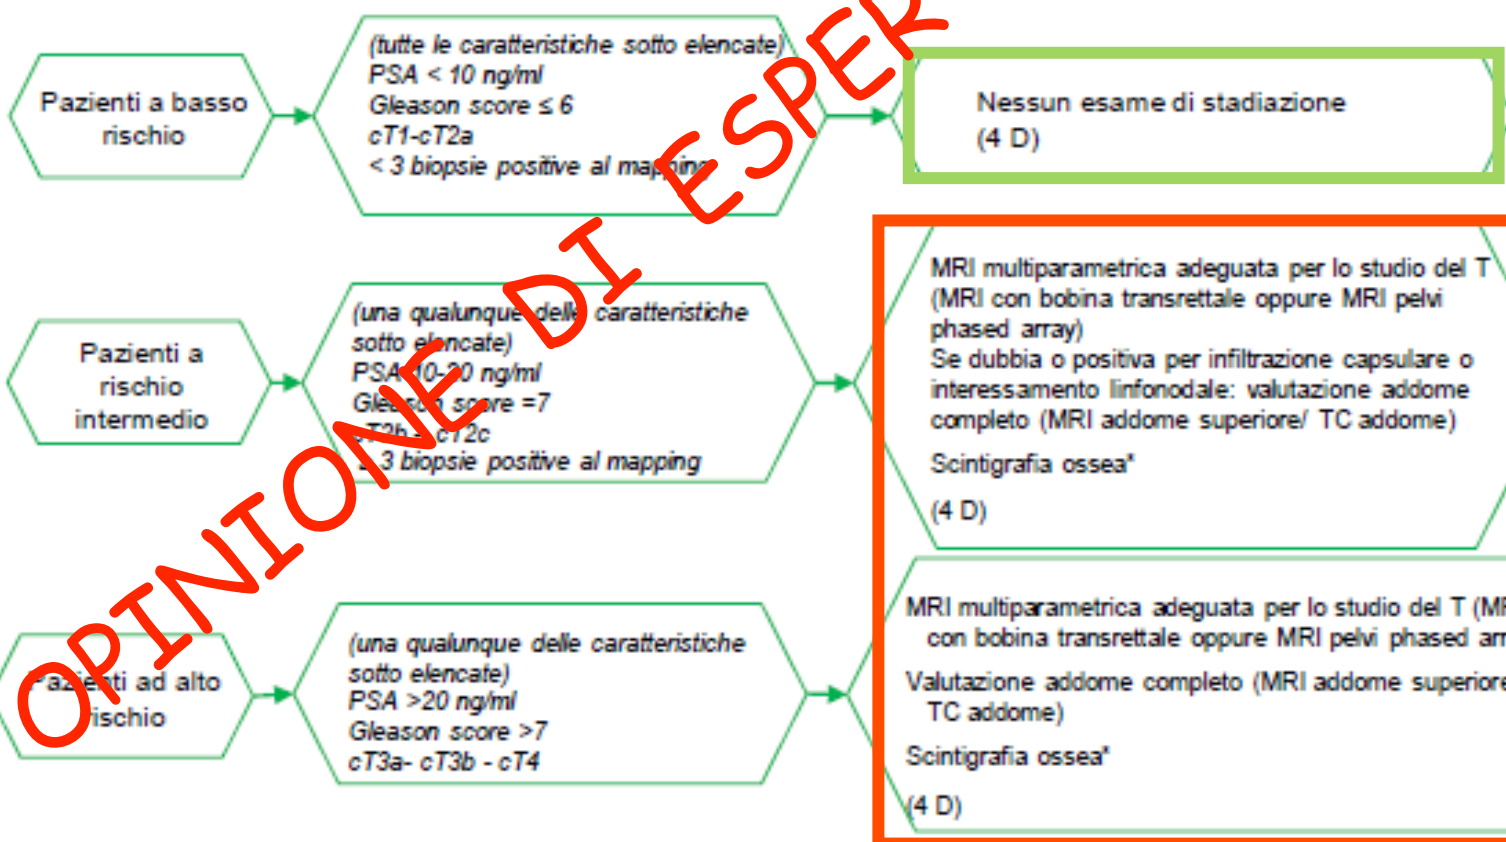 Pazienti a basso
rischio
(tutte le caratteristiche sotto elencate)
PSA < 10 ng/ml
Gleason score ≤ 6
cT1-cT2a
< 3 biopsie positive al mapping
Nessun esame di stadiazione
(4 D)
Pazienti a
rischio
intermedio
(una qualunque delle caratteristiche
sotto elencate)
PSA 10-20 ng/ml
Gleason score =7
cT2b - cT2c
3 biopsie positive al mapping
MRI multiparametrica adeguata per lo studio del T
(MRI con bobina transrettale oppure MRI pelvi
phased array)
Se dubbia o positiva per infiltrazione capsulare o
interessamento linfonodale: valutazione addome
completo (MRI addome superiore/ TC addome)
Scintigrafia ossea*
(4 D)
Pazienti ad alto
rischio
(una qualunque delle caratteristiche
sotto elencate)
PSA >20 ng/ml
Gleason score >7
cT3a- cT3b - cT4
MRI multiparametrica adeguata per lo studio del T (MR
con bobina transrettale oppure MRI pelvi phased arr
Valutazione addome completo (MRI addome superiore
TC addome)
Scintigrafia ossea*
(4 D)
OPINIONE DI ESPER